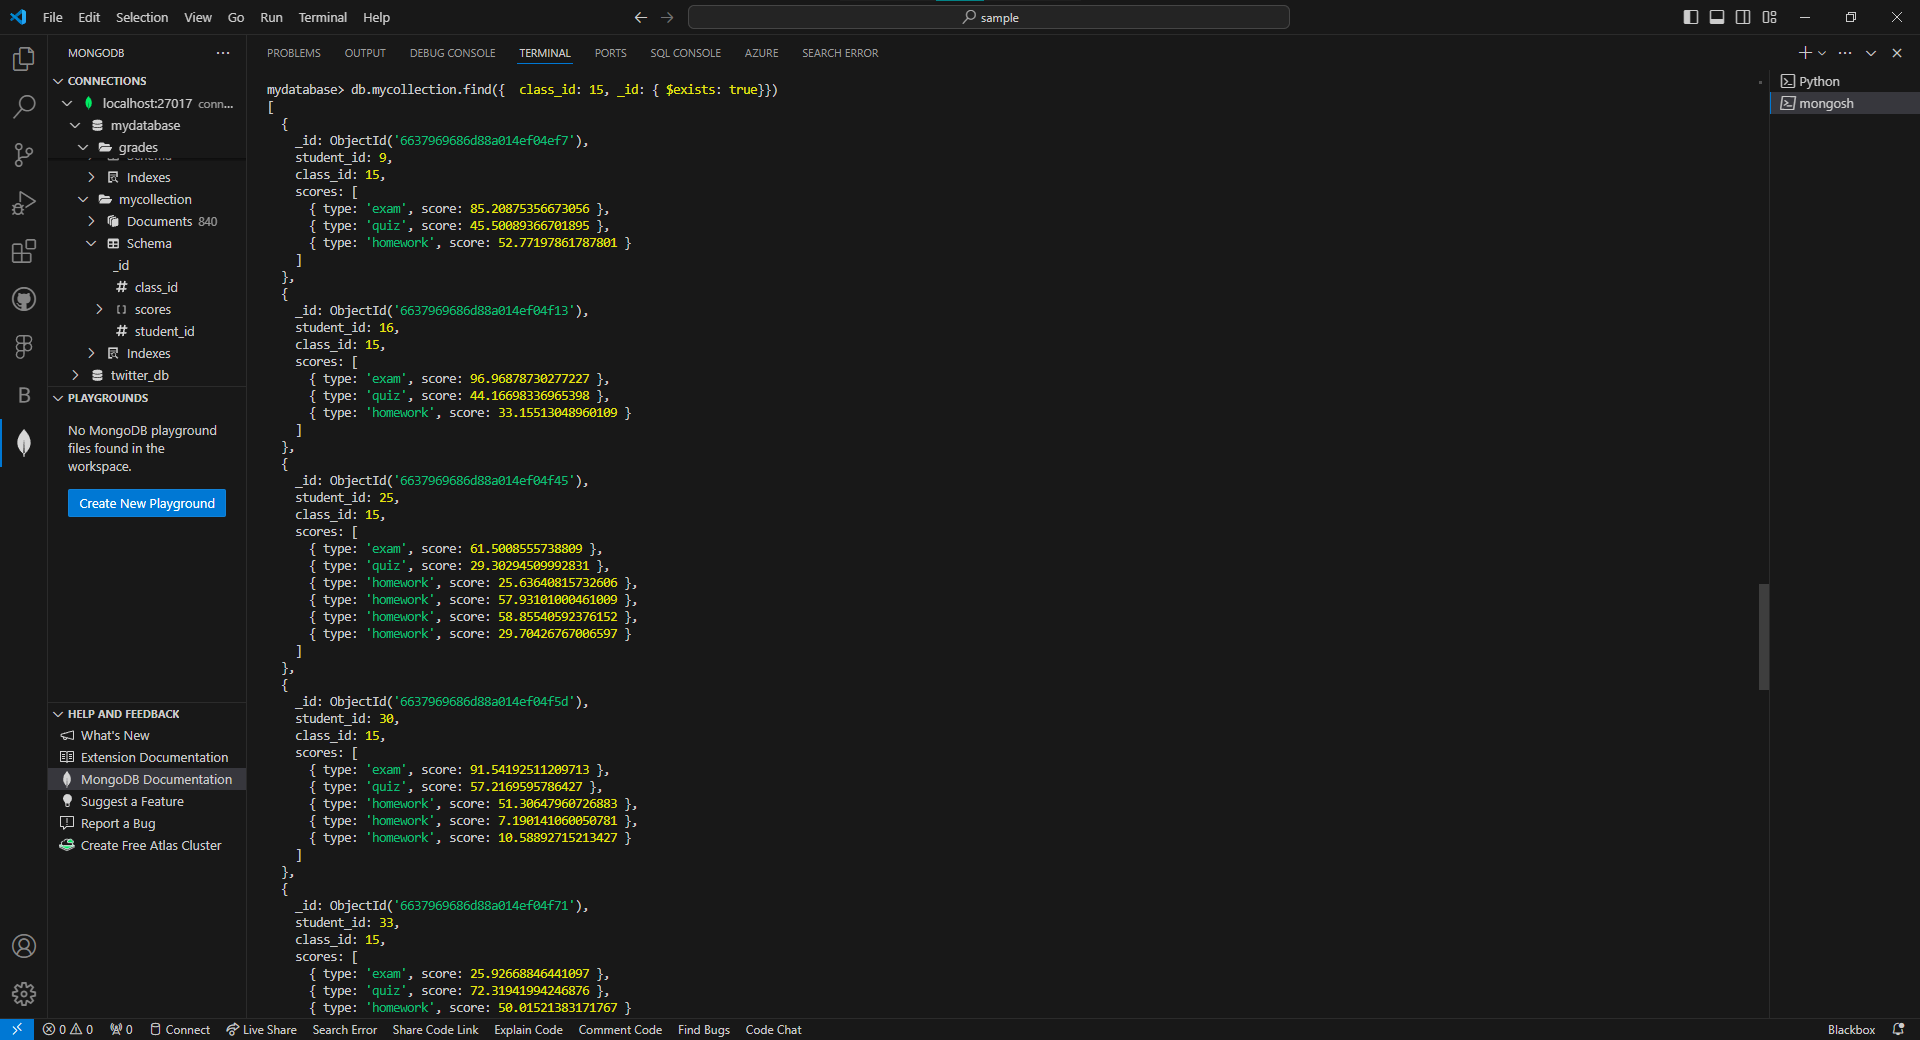 File Edit Selection View Go Run Terminal Help
sample
MONGODB
PROBLEMS OUTPUT DEBUG CONSOLE TERMINAL PORTS SQL CONSOLE AZURE SEARCH ERROR
CONNECTIONS
localhost:27017 conn...
mydatabase
grades
Schema
Indexes
mycollection
Documents 840
Schema
_id
class_id
scores
student_id
Indexes
twitter_db
PLAYGROUNDS
No MongoDB playground
files found in the
workspace.
Create New Playground
HELP AND FEEDBACK
What's New
Extension Documentation
MongoDB Documentation
Suggest a Feature
Report a Bug
Create Free Atlas Cluster
mydatabase> db.mycollection.find({  class_id: 15, _id: { $exists: true}})
[
  {
    _id: ObjectId('6637969686d88a014ef04ef7'),
    student_id: 9,
    class_id: 15,
    scores: [
      { type: 'exam', score: 85.20875356673056 },
      { type: 'quiz', score: 45.50089366701895 },
      { type: 'homework', score: 52.77197861787801 }
    ]
  },
  {
    _id: ObjectId('6637969686d88a014ef04f13'),
    student_id: 16,
    class_id: 15,
    scores: [
      { type: 'exam', score: 96.96878730277227 },
      { type: 'quiz', score: 44.16698336965398 },
      { type: 'homework', score: 33.15513048960109 }
    ]
  },
  {
    _id: ObjectId('6637969686d88a014ef04f45'),
    student_id: 25,
    class_id: 15,
    scores: [
      { type: 'exam', score: 61.5008555738809 },
      { type: 'quiz', score: 29.30294509992831 },
      { type: 'homework', score: 25.63640815732606 },
      { type: 'homework', score: 57.93101000461009 },
      { type: 'homework', score: 58.85540592376152 },
      { type: 'homework', score: 29.70426767006597 }
    ]
  },
  {
    _id: ObjectId('6637969686d88a014ef04f5d'),
    student_id: 30,
    class_id: 15,
    scores: [
      { type: 'exam', score: 91.54192511209713 },
      { type: 'quiz', score: 57.2169595786427 },
      { type: 'homework', score: 51.30647960726883 },
      { type: 'homework', score: 7.190141060050781 },
      { type: 'homework', score: 10.58892715213427 }
    ]
  },
  {
    _id: ObjectId('6637969686d88a014ef04f71'),
    student_id: 33,
    class_id: 15,
    scores: [
      { type: 'exam', score: 25.92668846441097 },
      { type: 'quiz', score: 72.31941994246876 },
      { type: 'homework', score: 50.01521383171767 }
Python
mongosh
0 0 0 Connect Live Share Search Error Share Code Link Explain Code Comment Code Find Bugs Code Chat Blackbox